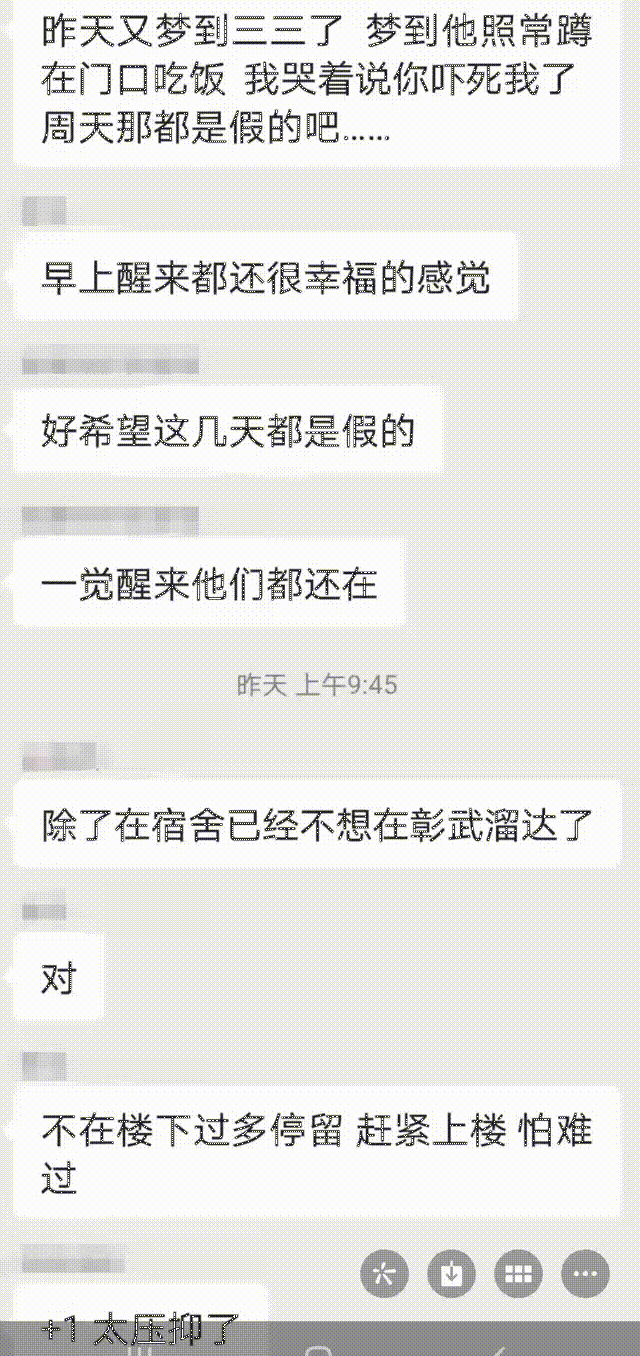 昨天又梦到三三了 梦到他照常蹲
在门口吃饭 我哭着说你吓死我了
周天那都是假的吧……
早上醒来都还很幸福的感觉
好希望这几天都是假的
一觉醒来他们都还在
昨天 上午9:45
除了在宿舍已经不想在彰武溜达了
对
不在楼下过多停留 赶紧上楼 怕难
过
+1 太压抑了